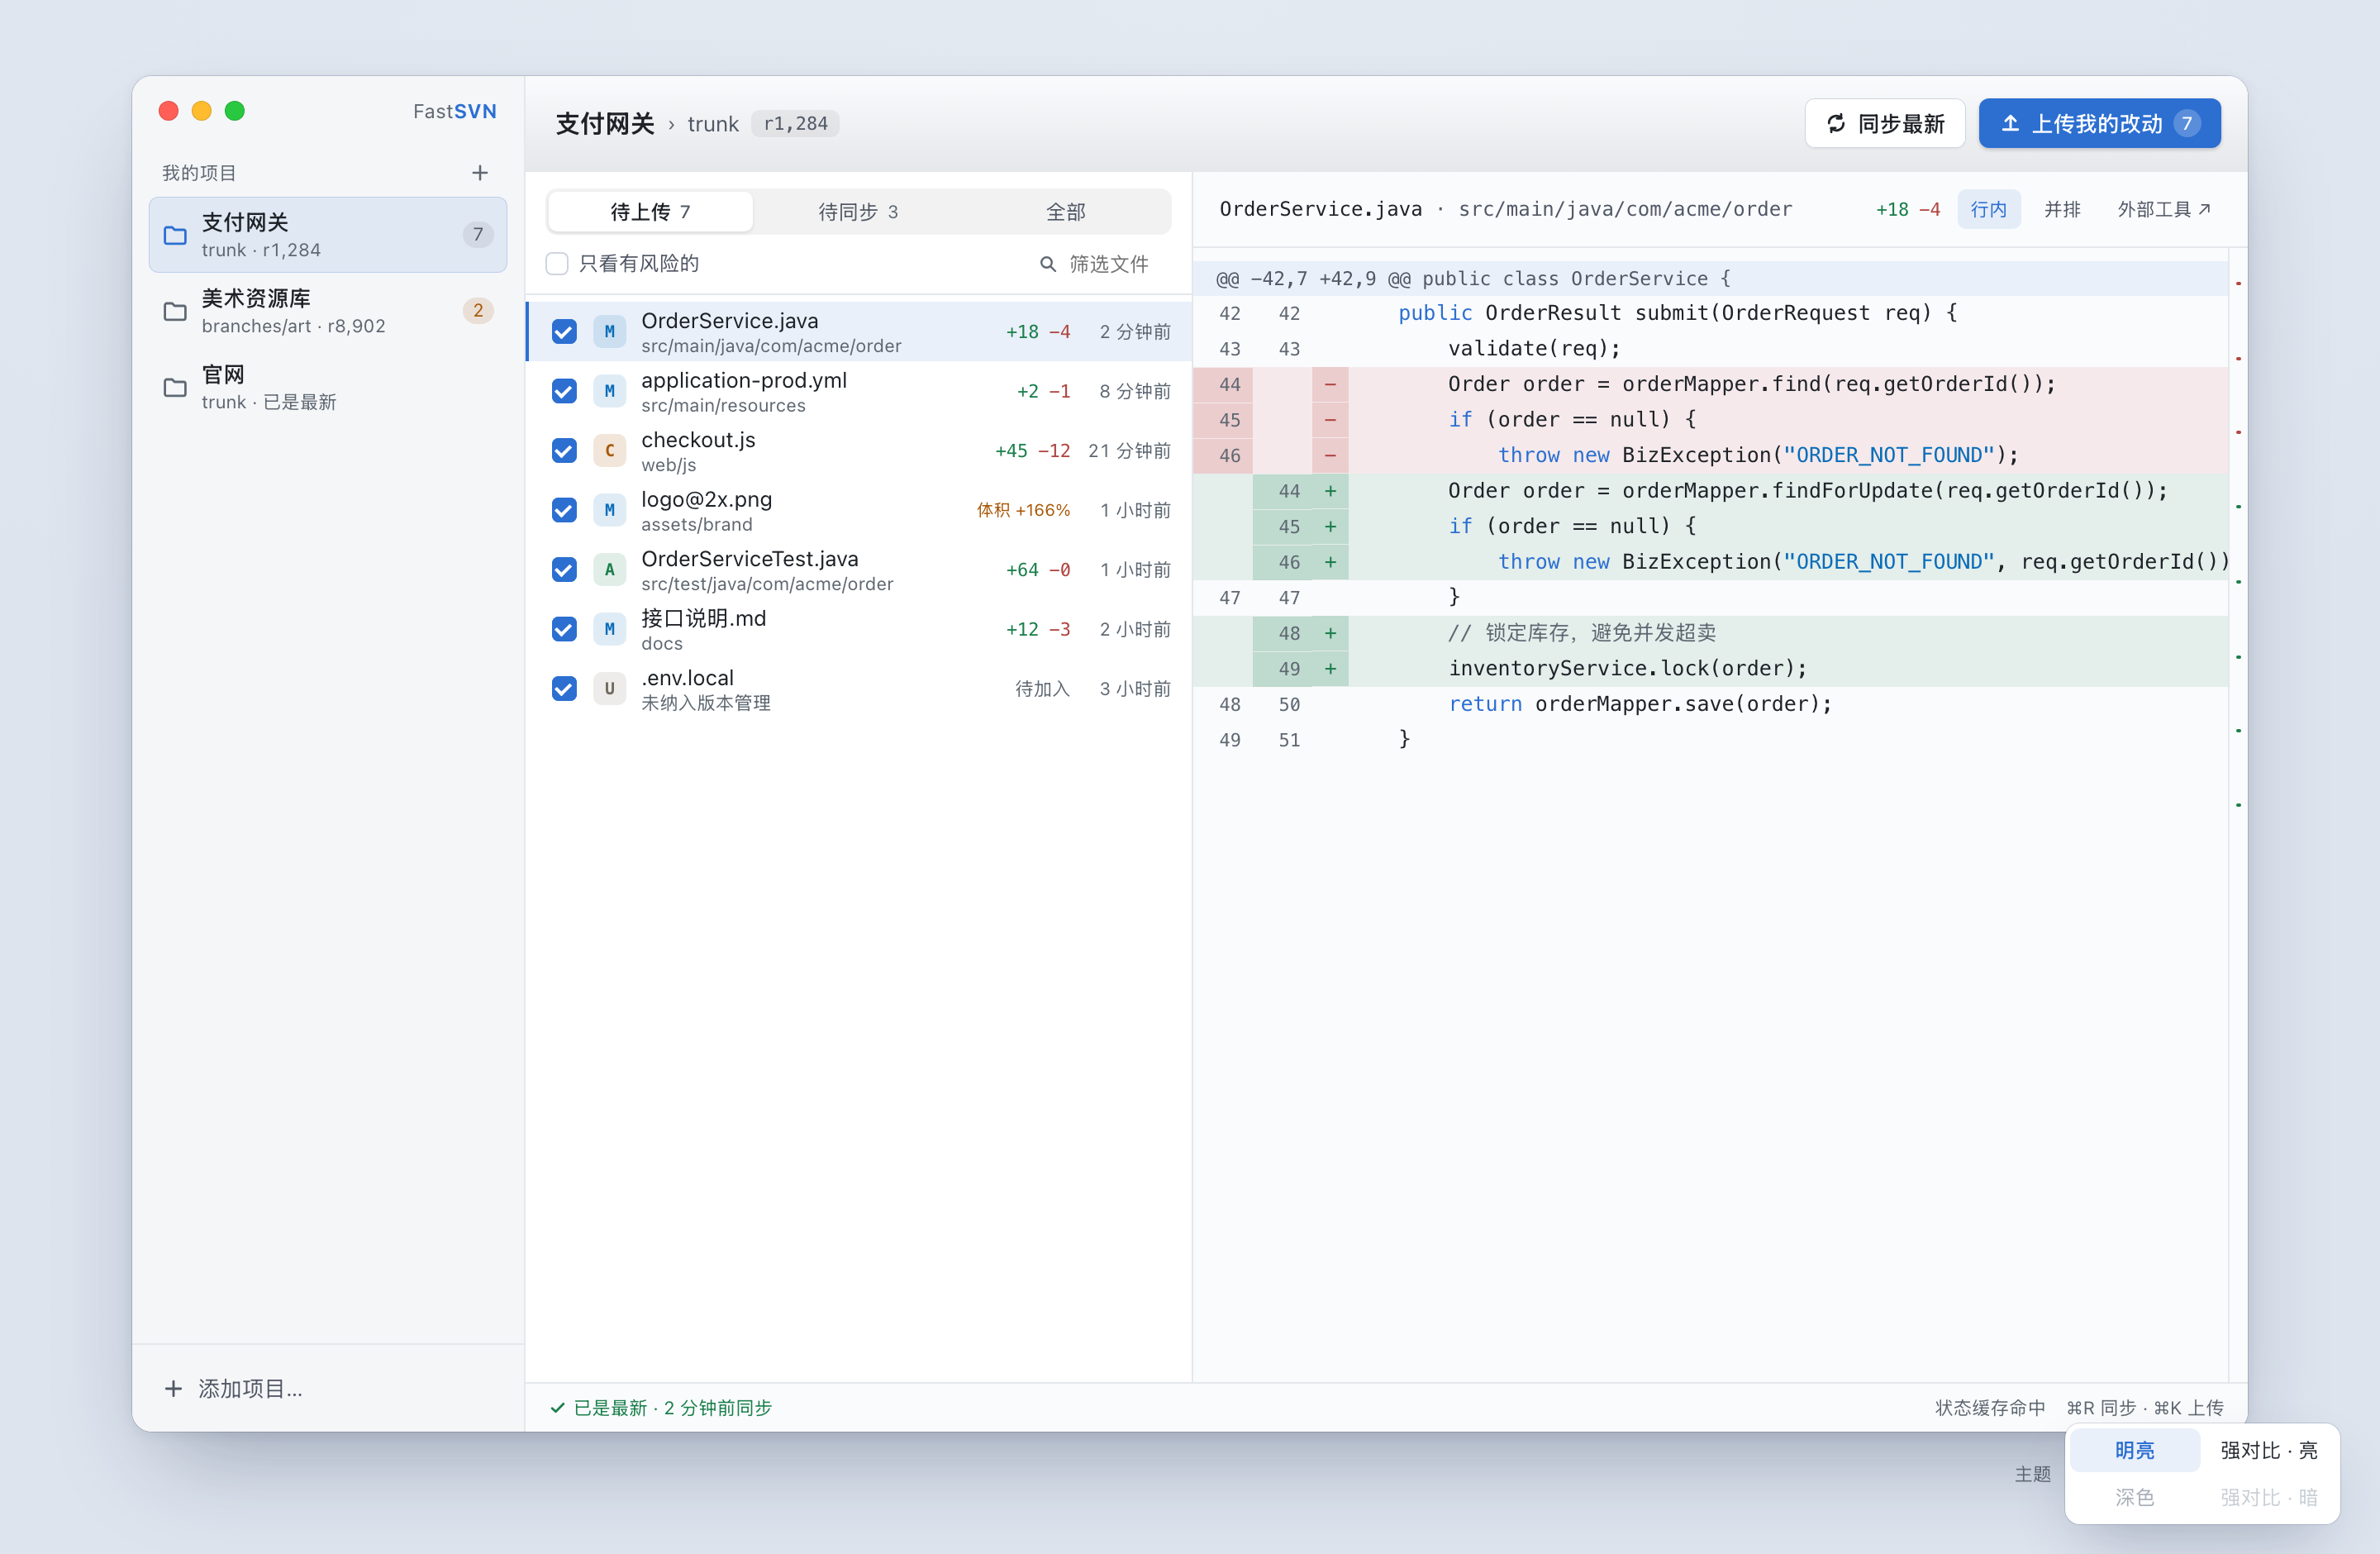 FastSVN
我的项目 +
支付网关
trunk · r1,284
7
美术资源库
branches/art · r8,902
2
官网
trunk · 已是最新
+ 添加项目...
支付网关 › trunk r1,284
同步最新
上传我的改动 7
待上传 7 待同步 3 全部
只看有风险的 筛选文件
M OrderService.java +18 −4 2 分钟前
src/main/java/com/acme/order
M application-prod.yml +2 −1 8 分钟前
src/main/resources
C checkout.js +45 −12 21 分钟前
web/js
M logo@2x.png 体积 +166% 1 小时前
assets/brand
A OrderServiceTest.java +64 −0 1 小时前
src/test/java/com/acme/order
M 接口说明.md +12 −3 2 小时前
docs
U .env.local 待加入 3 小时前
未纳入版本管理
OrderService.java · src/main/java/com/acme/order +18 −4 行内 并排 外部工具 ↗
@@ −42,7 +42,9 @@ public class OrderService {
42 42 public OrderResult submit(OrderRequest req) {
43 43 validate(req);
44 − Order order = orderMapper.find(req.getOrderId());
45 − if (order == null) {
46 − throw new BizException("ORDER_NOT_FOUND");
44 + Order order = orderMapper.findForUpdate(req.getOrderId());
45 + if (order == null) {
46 + throw new BizException("ORDER_NOT_FOUND", req.getOrderId())
47 47 }
48 + // 锁定库存，避免并发超卖
49 + inventoryService.lock(order);
48 50 return orderMapper.save(order);
49 51 }
已是最新 · 2 分钟前同步
状态缓存命中 ⌘R 同步 · ⌘K 上传
主题
明亮 强对比 · 亮
深色 强对比 · 暗